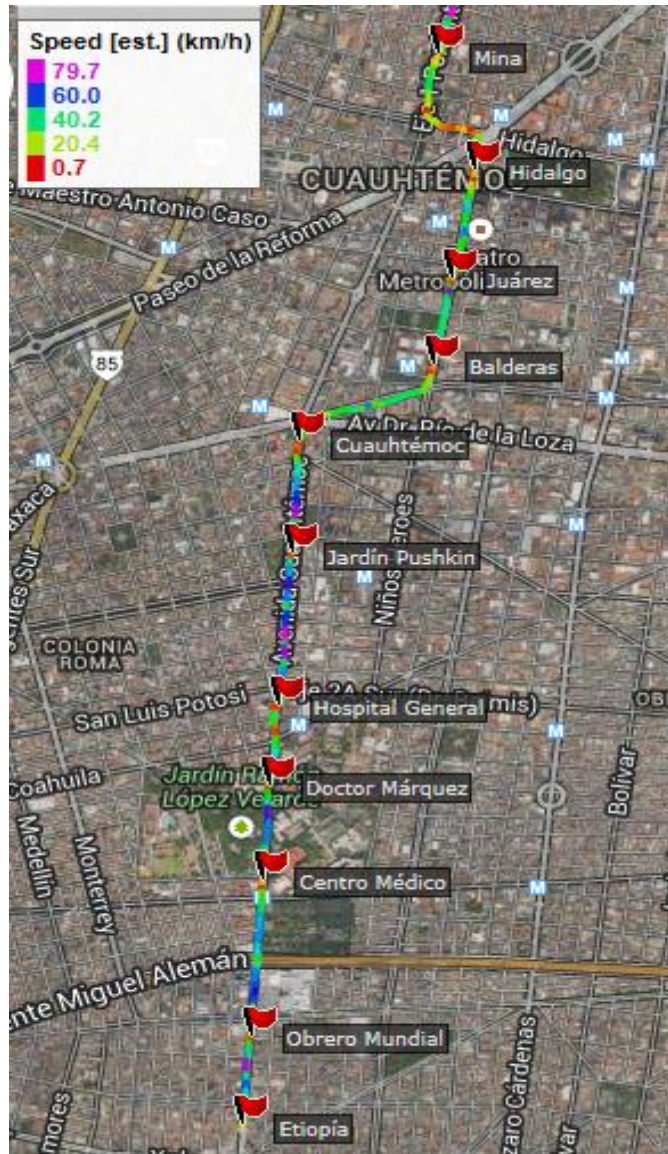 Speed [est.] (km/h)
79.7
60.0
40.2
20.4
0.7
Mina
M
M
Hidalgo
Hidalgo
CUAUHTÉMOC
Maestro Antonio Caso
M
M
Paseo de la Reforma
Metropoli
Juárez
M
85
M
Balderas
M
M
Av Dr. Río de la Loza
Cuauhtémoc
M
M
Jardín Pushkin
M
Niños
COLONIA
ROMA
San Luis Potosí
Hospital General
M
M
Coahuila
Jardín Ramón
López Velarde
Doctor Márquez
Bolívar
Medellín
Monterrey
Centro Médico
M
Miguel Alemán
Obrero Mundial
Cárdenas
Etiopía